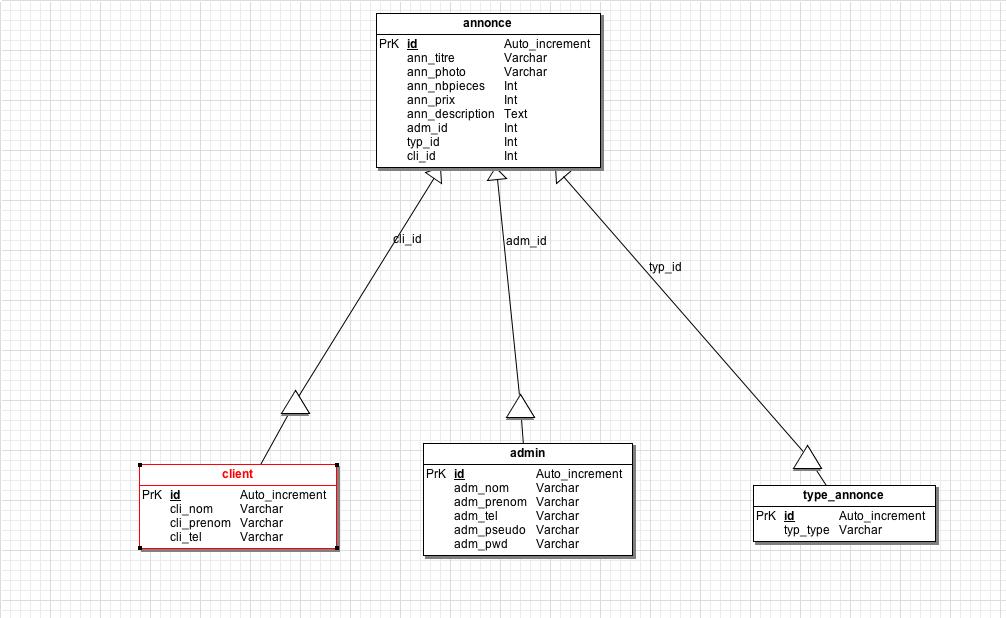 annonce
PrK id Auto_increment
ann_titre Varchar
ann_photo Varchar
ann_nbpieces Int
ann_prix Int
ann_description Text
adm_id Int
typ_id Int
cli_id Int
cli_id
adm_id
typ_id
client
PrK id Auto_increment
cli_nom Varchar
cli_prenom Varchar
cli_tel Varchar
admin
PrK id Auto_increment
adm_nom Varchar
adm_prenom Varchar
adm_tel Varchar
adm_pseudo Varchar
adm_pwd Varchar
type_annonce
PrK id Auto_increment
typ_type Varchar